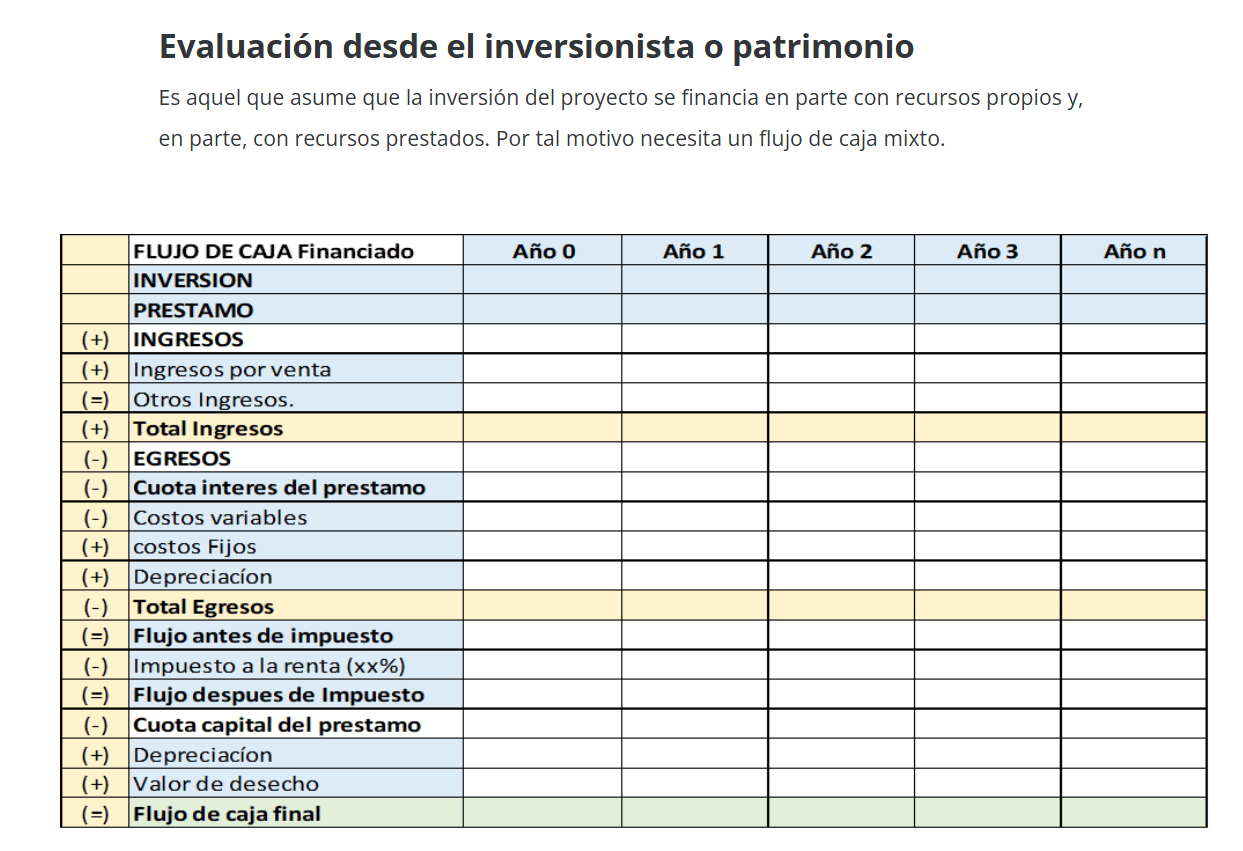 Evaluación desde el inversionista o patrimonio
Es aquel que asume que la inversión del proyecto se financia en parte con recursos propios y,
en parte, con recursos prestados. Por tal motivo necesita un flujo de caja mixto.
FLUJO DE CAJA Financiado Año 0 Año 1 Año 2 Año 3 Año n
INVERSION
PRESTAMO
(+) INGRESOS
(+) Ingresos por venta
(=) Otros Ingresos.
(+) Total Ingresos
(-) EGRESOS
(-) Cuota interes del prestamo
(-) Costos variables
(+) costos Fijos
(+) Depreciacíon
(-) Total Egresos
(=) Flujo antes de impuesto
(-) Impuesto a la renta (xx%)
(=) Flujo despues de Impuesto
(-) Cuota capital del prestamo
(+) Depreciacíon
(+) Valor de desecho
(=) Flujo de caja final